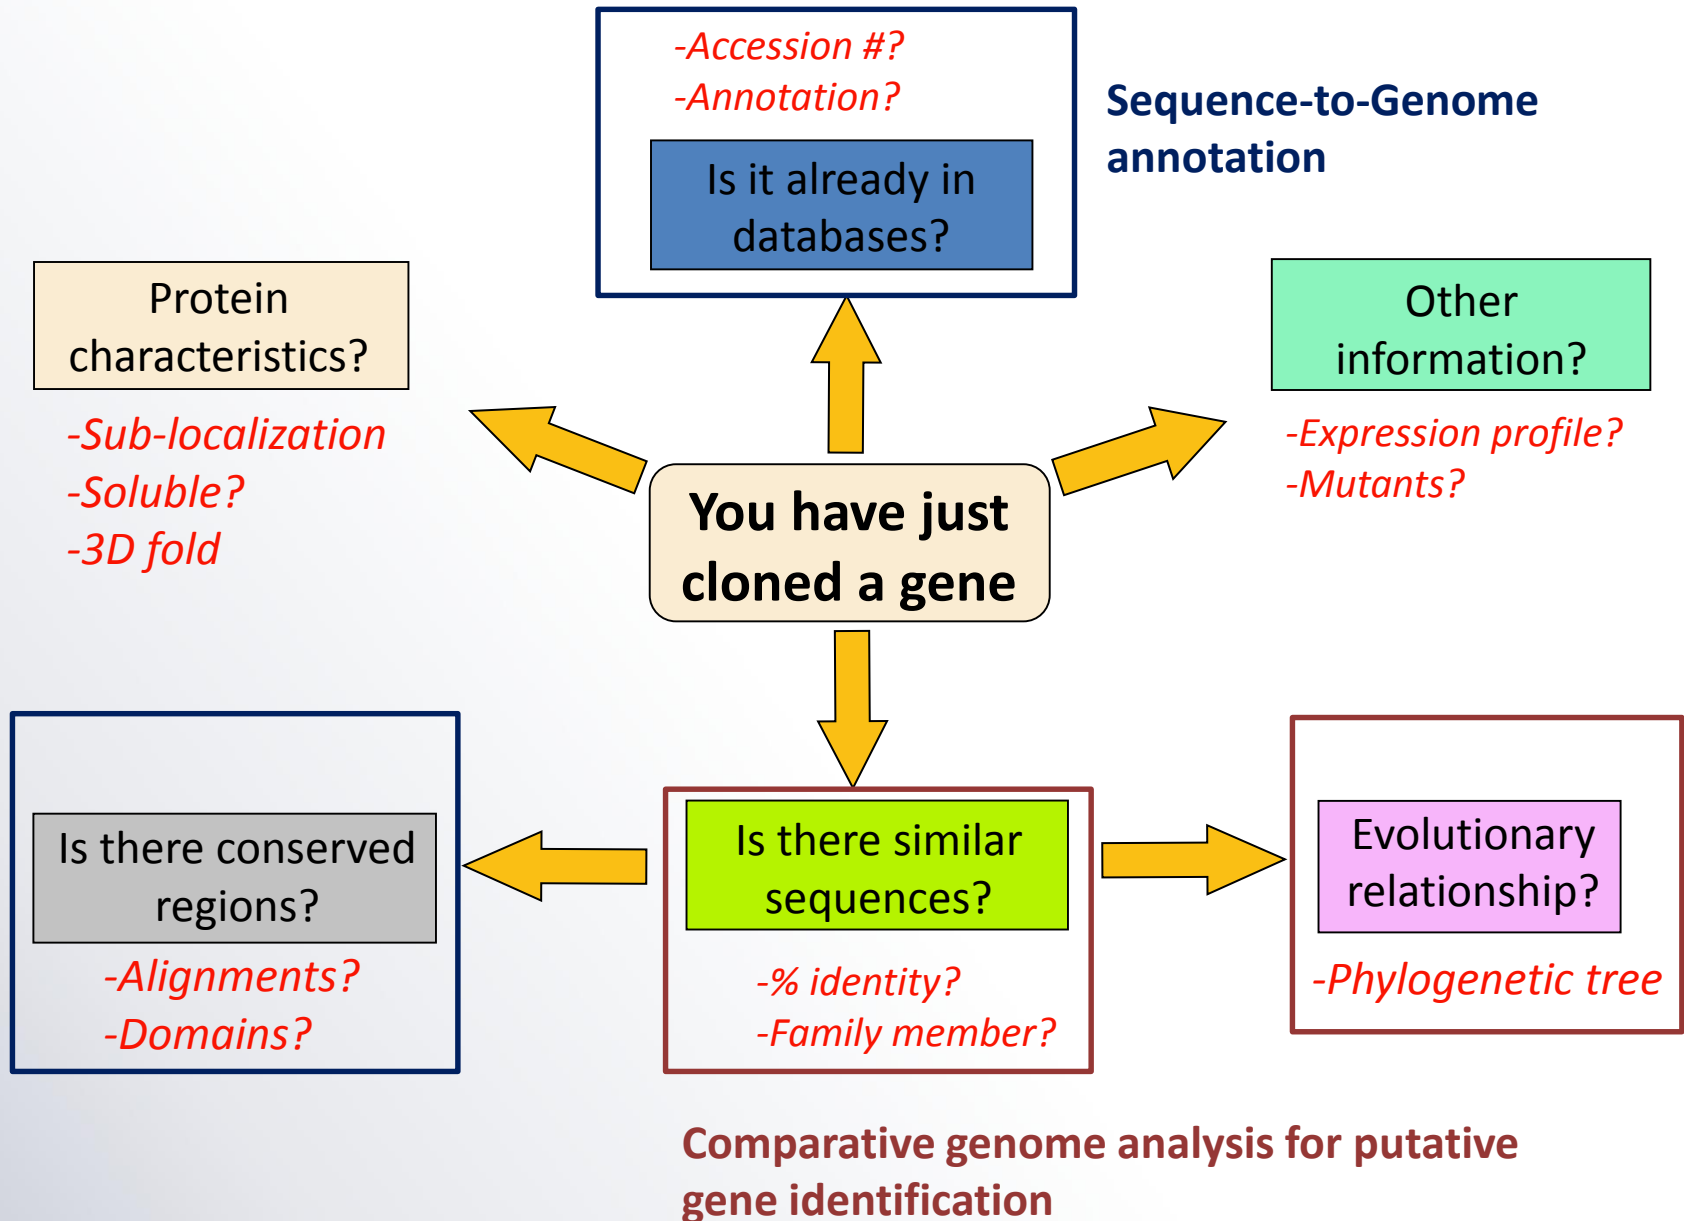 -Accession #?
-Annotation?
Is it already in
databases?
Sequence-to-Genome
annotation
Protein
characteristics?
-Sub-localization
-Soluble?
-3D fold
Other
information?
-Expression profile?
-Mutants?
You have just
cloned a gene
Is there conserved
regions?
-Alignments?
-Domains?
Is there similar
sequences?
-% identity?
-Family member?
Evolutionary
relationship?
-Phylogenetic tree
Comparative genome analysis for putative
gene identification